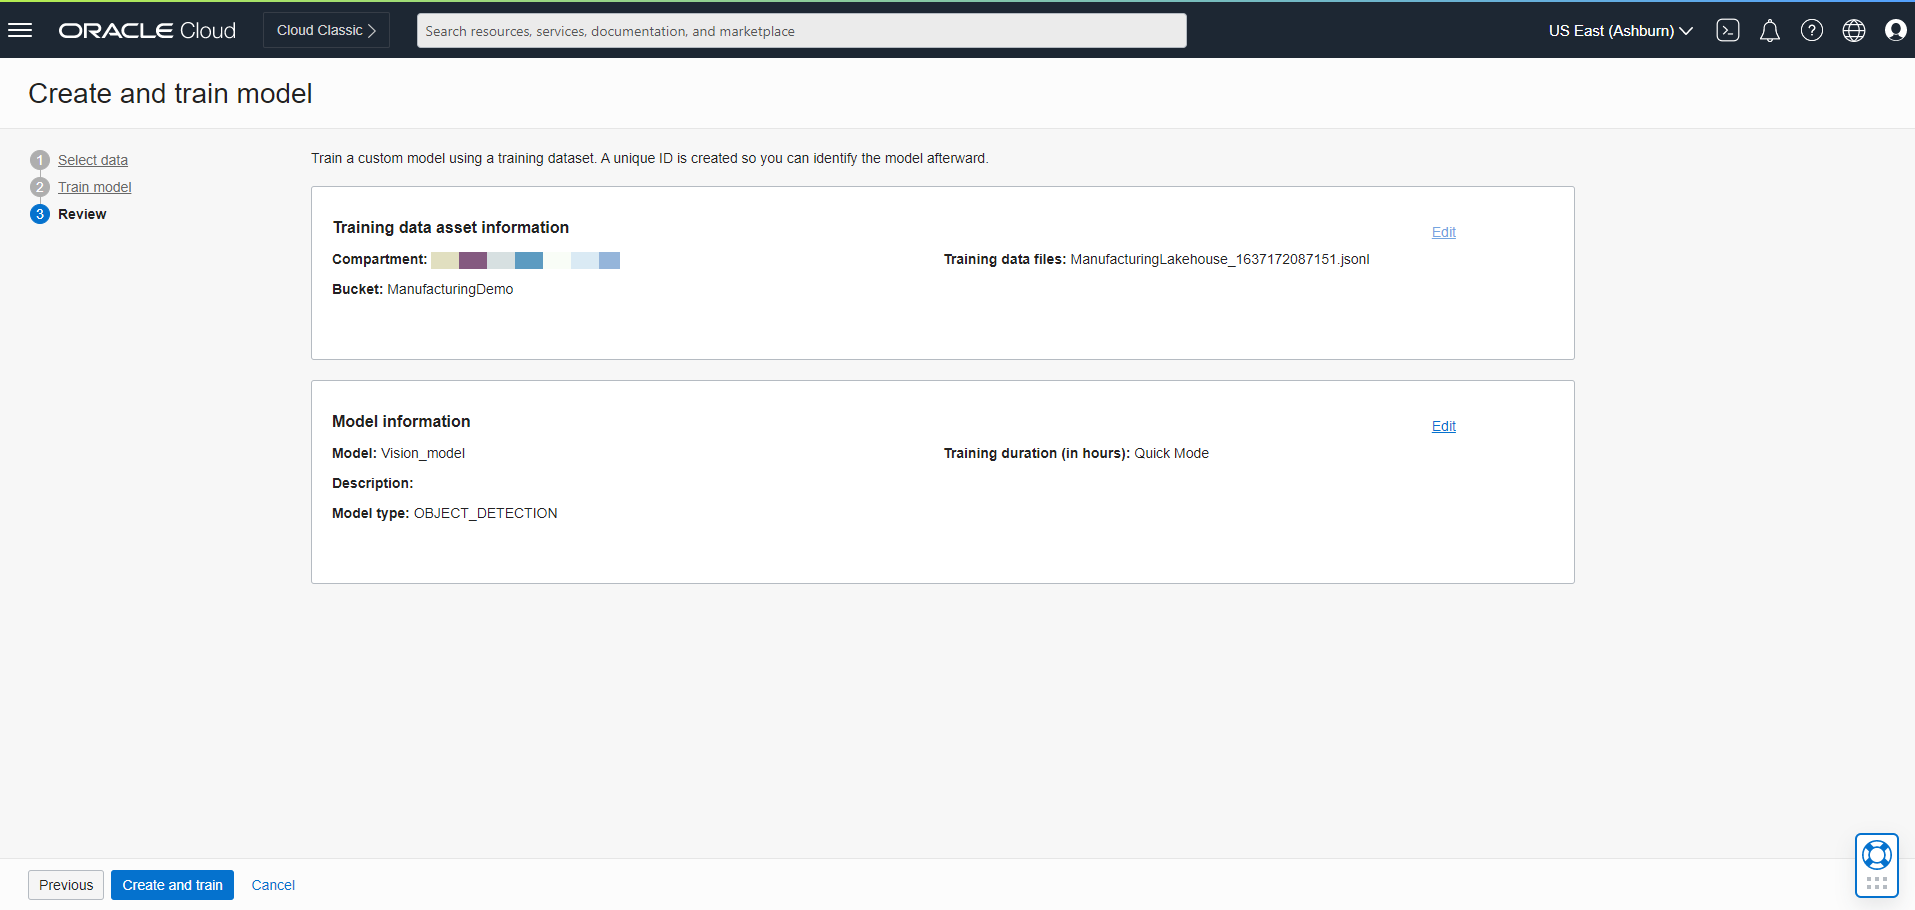 ORACLE Cloud
Cloud Classic
Search resources, services, documentation, and marketplace
US East (Ashburn)
Create and train model
1 Select data
2 Train model
3 Review
Train a custom model using a training dataset. A unique ID is created so you can identify the model afterward.
Training data asset information
Edit
Compartment:
Training data files: ManufacturingLakehouse_1637172087151.jsonl
Bucket: ManufacturingDemo
Model information
Edit
Model: Vision_model
Training duration (in hours): Quick Mode
Description:
Model type: OBJECT_DETECTION
Previous
Create and train
Cancel